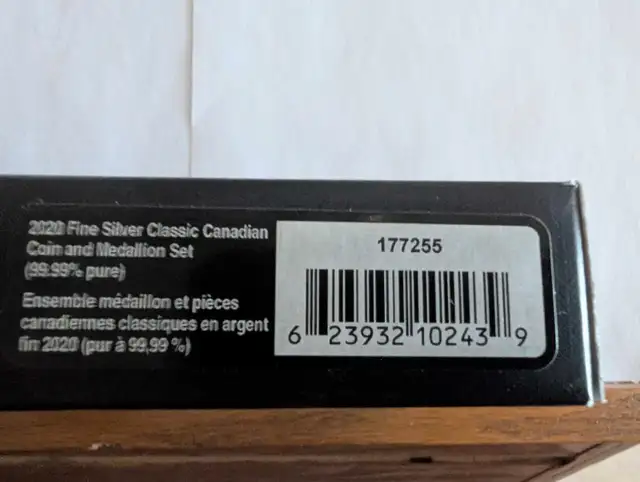 2020 Fine Silver Classic Canadian
Coin and Medallion Set
(99.99% pure)
Ensemble médaillon et pièces
canadiennes classiques en argent
fin 2020 (pur à 99,99 %)
177255
6 23932 10243 9